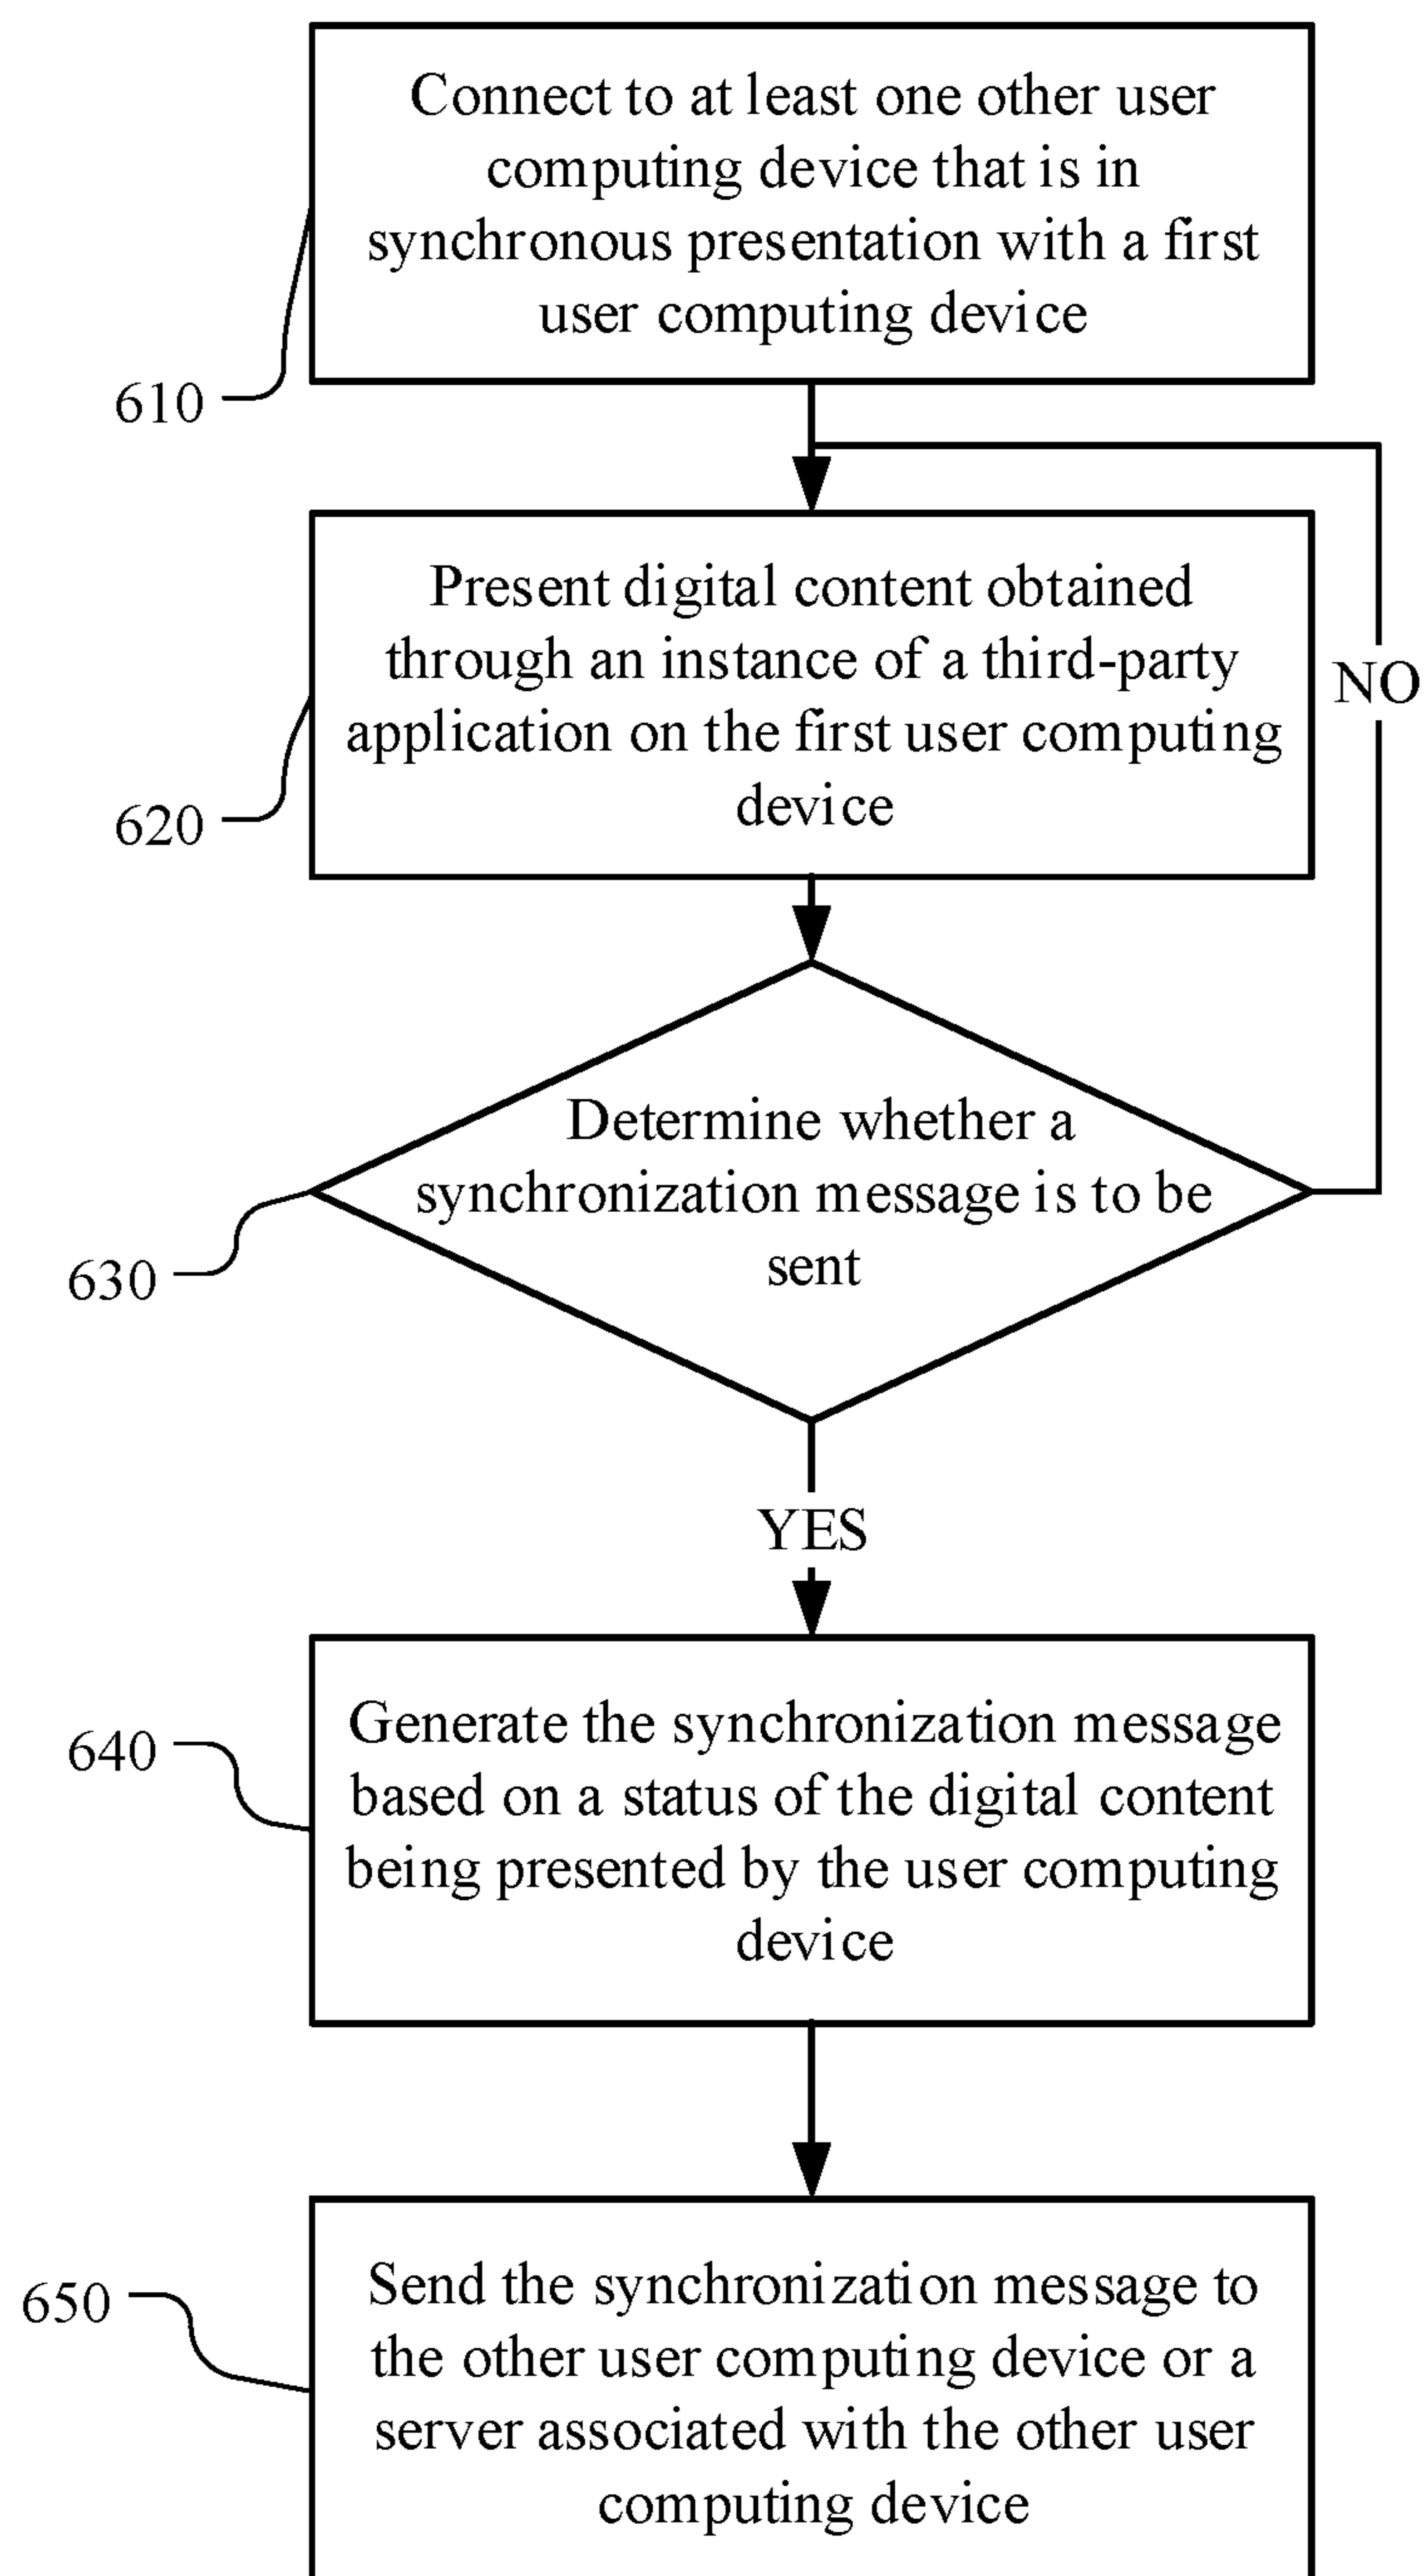 Connect to at least one other user
computing device that is in
synchronous presentation with a first
user computing device
610
Present digital content obtained
through an instance of a third-party
application on the first user computing
device
NO
620
Determine whether a
synchronization message is to be
sent
630
YES
Generate the synchronization message
based on a status of the digital content
being presented by the user computing
device
640
Send the synchronization message to
the other user computing device or a
server associated with the other user
computing device
650